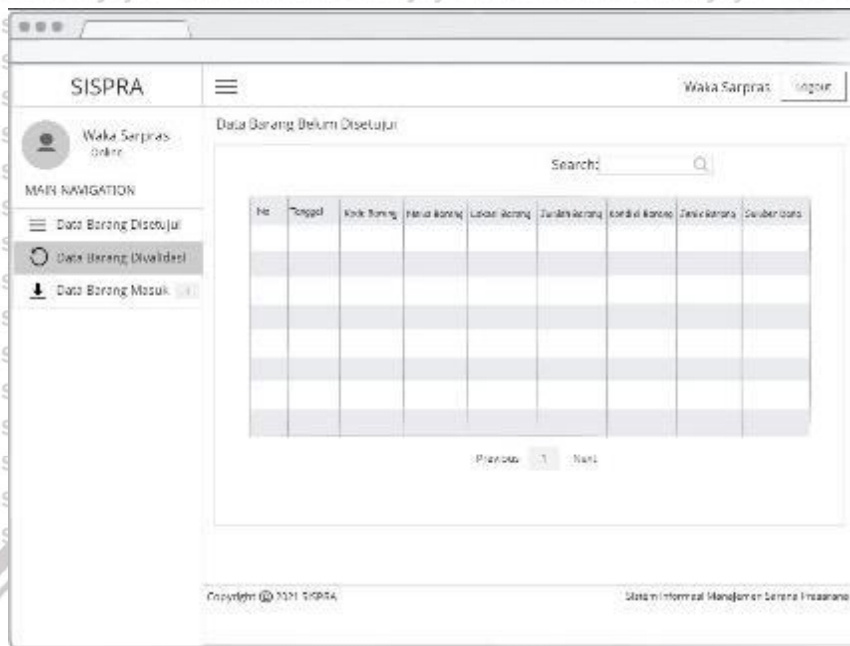 SISPRA
Waka Sarpras
Logout
Waka Sarpras
Online
MAIN NAVIGATION
Data Barang Disetujui
Data Barang Divalidasi
Data Barang Masuk
Data Barang Belum Disetujui
Search:
No Tanggal Kode Barang Nama Barang Lokasi Barang Jumlah Barang Kondisi Barang Jenis Barang Sumber Dana
Previous 1 Next
Copyright © 2021 SISPRA
Sistem Informasi Manajemen Sarana Prasarana